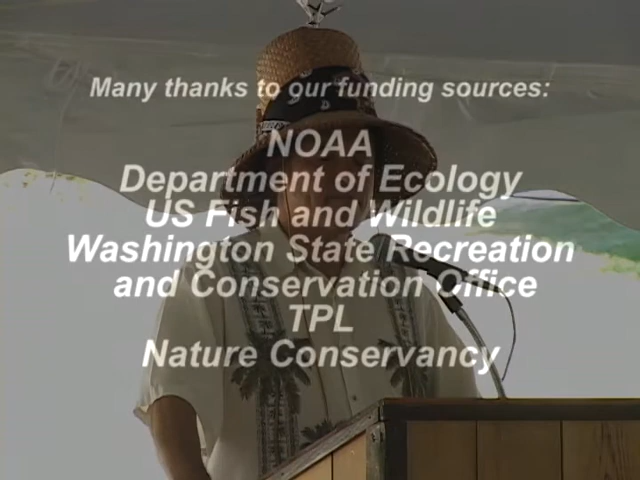 Many thanks to our funding sources:
NOAA
Department of Ecology
US Fish and Wildlife
Washington State Recreation
and Conservation Office
TPL
Nature Conservancy